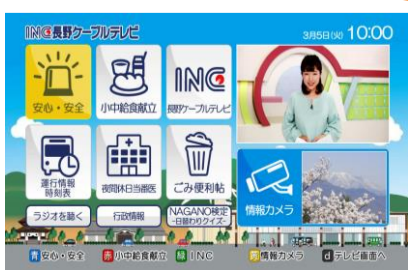 INC長野ケーブルテレビ
3月5日(火) 10:00
安心・安全
小中給食献立
INC
長野ケーブルテレビ
運行情報
時刻表
夜間休日当番医
ごみ便利帖
ラジオを聴く
行政情報
NAGANO検定
-日替わりクイズ-
情報カメラ
青 安心・安全
赤 小中給食献立
緑 INC
黄 情報カメラ
d テレビ画面へ